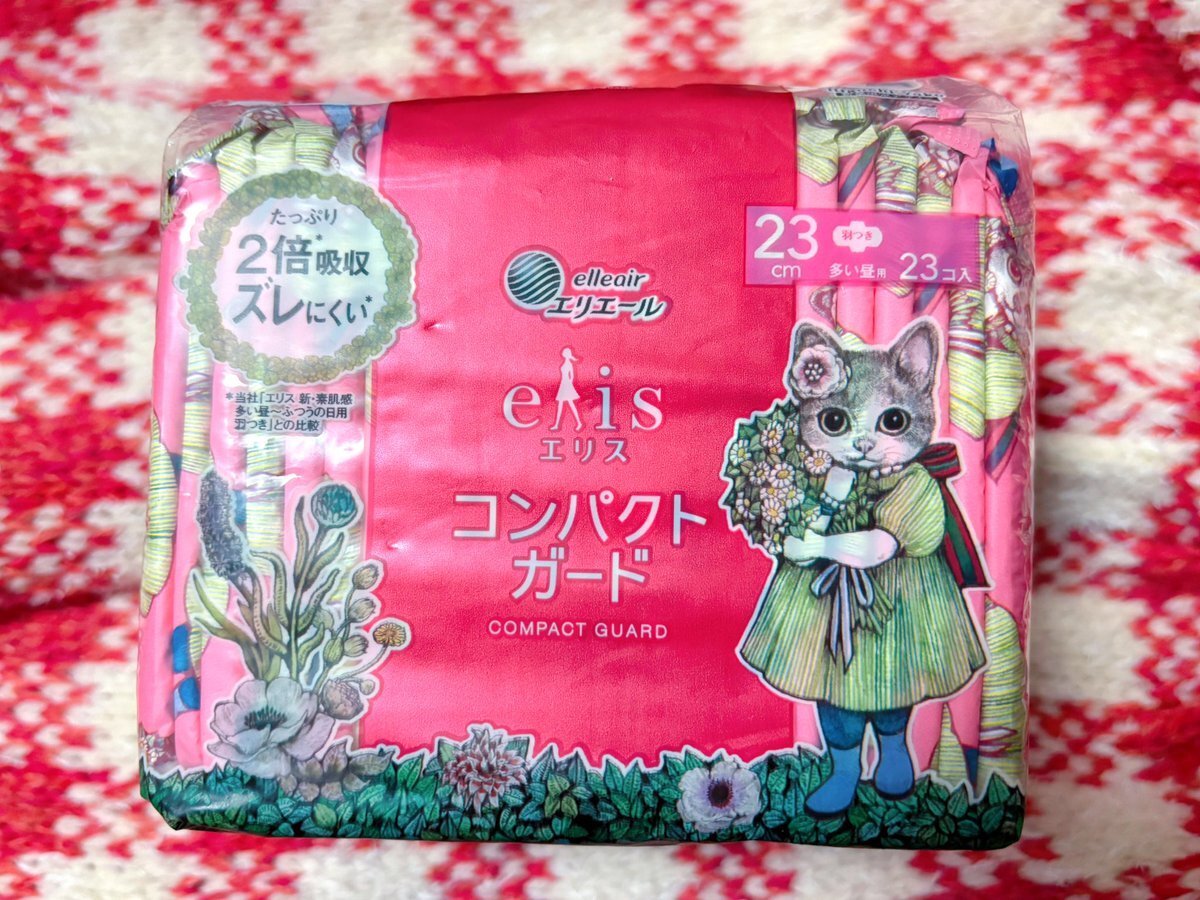 たっぷり
2倍*吸収
ズレにくい*
*当社「エリス 新・素肌感
多い昼～ふつうの日用
羽つき」との比較
elleair
エリエール
elis
エリス
コンパクト
ガード
COMPACT GUARD
23
cm
羽つき
多い昼用
23コ入